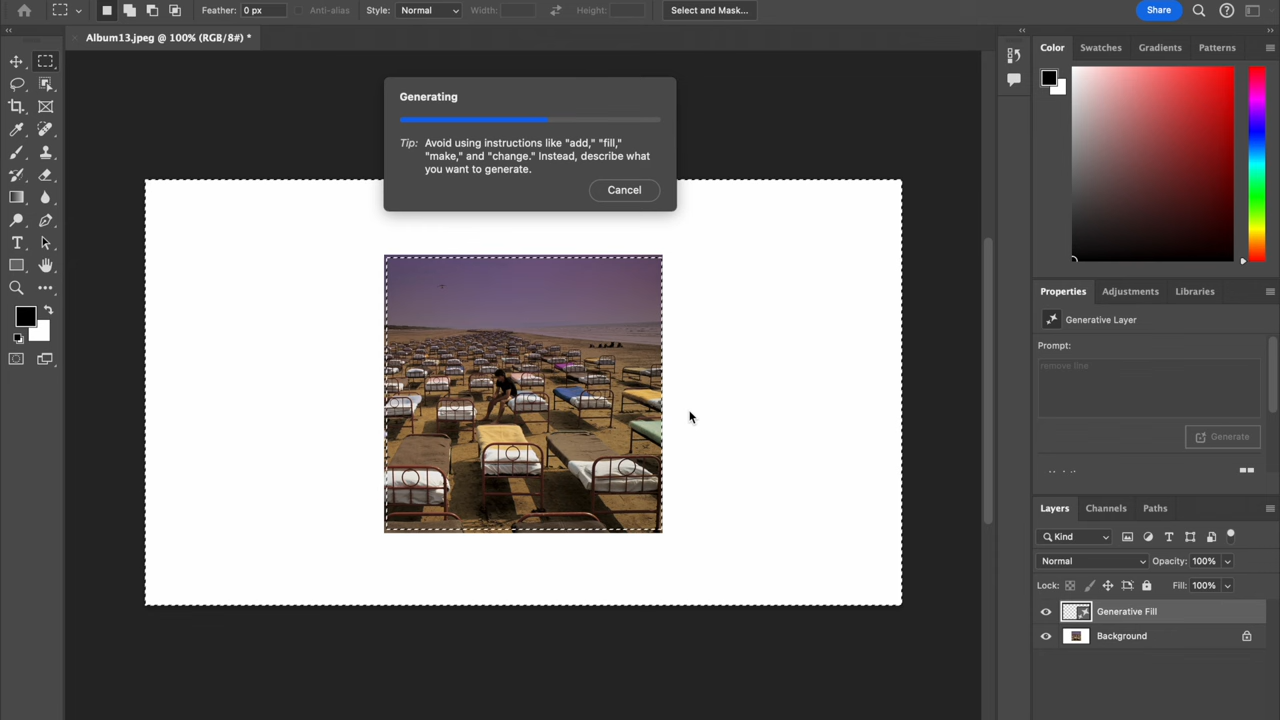 Feather: 0 px Anti-alias Style: Normal Width: Height: Select and Mask... Share
Album13.jpeg @ 100% (RGB/8#) *
Color Swatches Gradients Patterns
Generating
Tip: Avoid using instructions like "add," "fill,"
"make," and "change." Instead, describe what
you want to generate.
Cancel
Properties Adjustments Libraries
Generative Layer
Prompt:
remove line
Generate
Layers Channels Paths
Kind
Normal Opacity: 100%
Lock: Fill: 100%
Generative Fill
Background